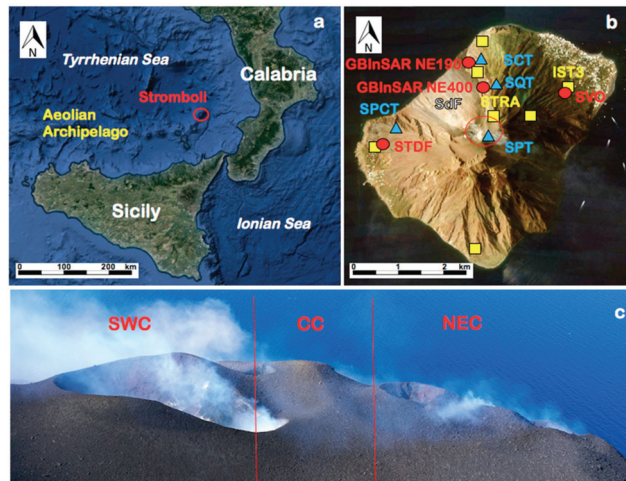 a
N
Tyrrhenian Sea
Calabria
Stromboli
Aeolian
Archipelago
Sicily
Ionian Sea
0 100 200
km
b
N
GBInSAR NE190
SCT
GBInSAR NE400
SQT
IST3
SdF
STRA
SVO
SPCT
STDF
SPT
0 1 2
km
c
SWC
CC
NEC